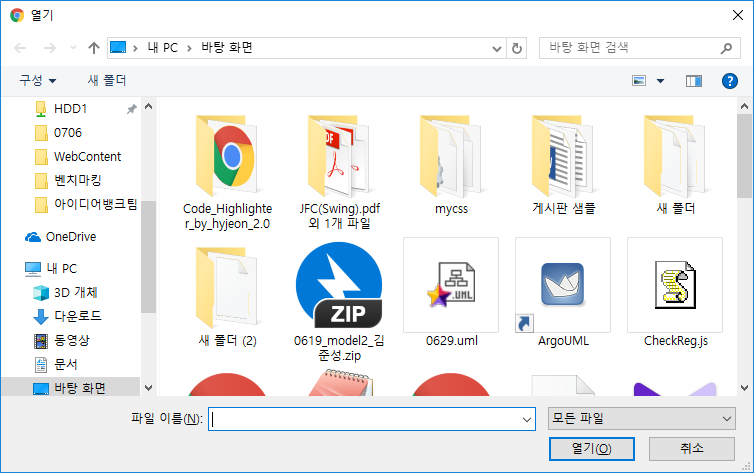 열기
내 PC
바탕 화면
바탕 화면 검색
구성
새 폴더
HDD1
0706
WebContent
벤치마킹
아이디어뱅크팀
OneDrive
내 PC
3D 개체
다운로드
동영상
문서
바탕 화면
Code_Highlighte
r_by_hyjeon_2.0
PDF
JFC(Swing).pdf
외 1개 파일
mycss
게시판 샘플
새 폴더
새 폴더 (2)
ZIP
0619_model2_김
준성.zip
.UML
0629.uml
ArgoUML
CheckReg.js
파일 이름(N):
모든 파일
열기(O)
취소